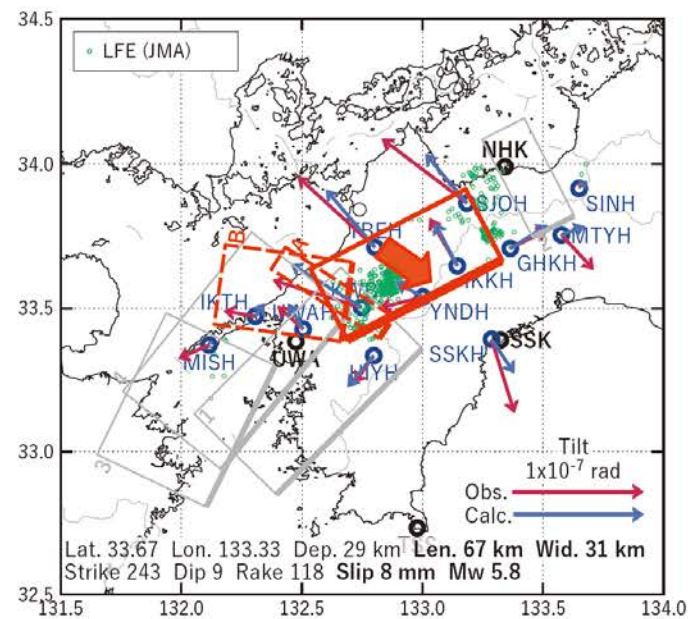 34.5
LFE (JMA)
34.0
NHK
SJOH
SINH
MTYH
GHKH
B
A
33.5
IKTH
YNDH
MISH
UWA
SSKH
SSK
1
3
33.0
Tilt
1x10⁻⁷ rad
Obs.
Calc.
Lat. 33.67 Lon. 133.33 Dep. 29 km Len. 67 km Wid. 31 km
Strike 243 Dip 9 Rake 118 Slip 8 mm Mw 5.8
32.5
131.5 132.0 132.5 133.0 133.5 134.0